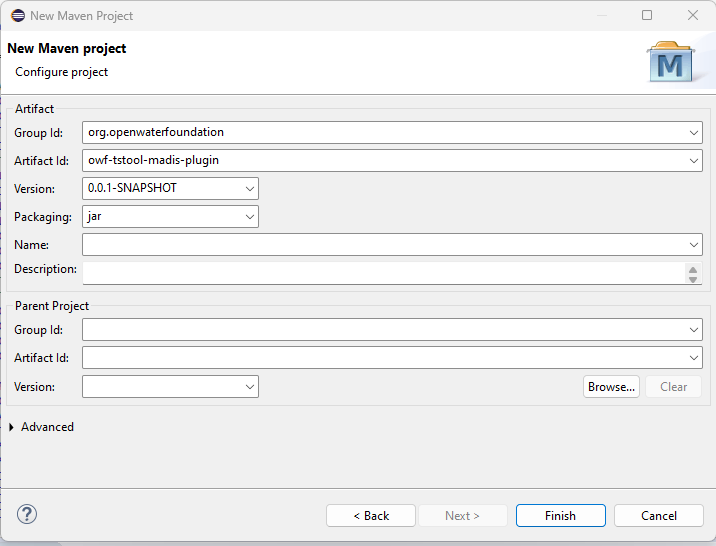 New Maven Project
New Maven project
Configure project
M
Artifact
Group Id: org.openwaterfoundation
Artifact Id: owf-tstool-madis-plugin
Version: 0.0.1-SNAPSHOT
Packaging: jar
Name:
Description:
Parent Project
Group Id:
Artifact Id:
Version: Browse... Clear
Advanced
? < Back Next > Finish Cancel